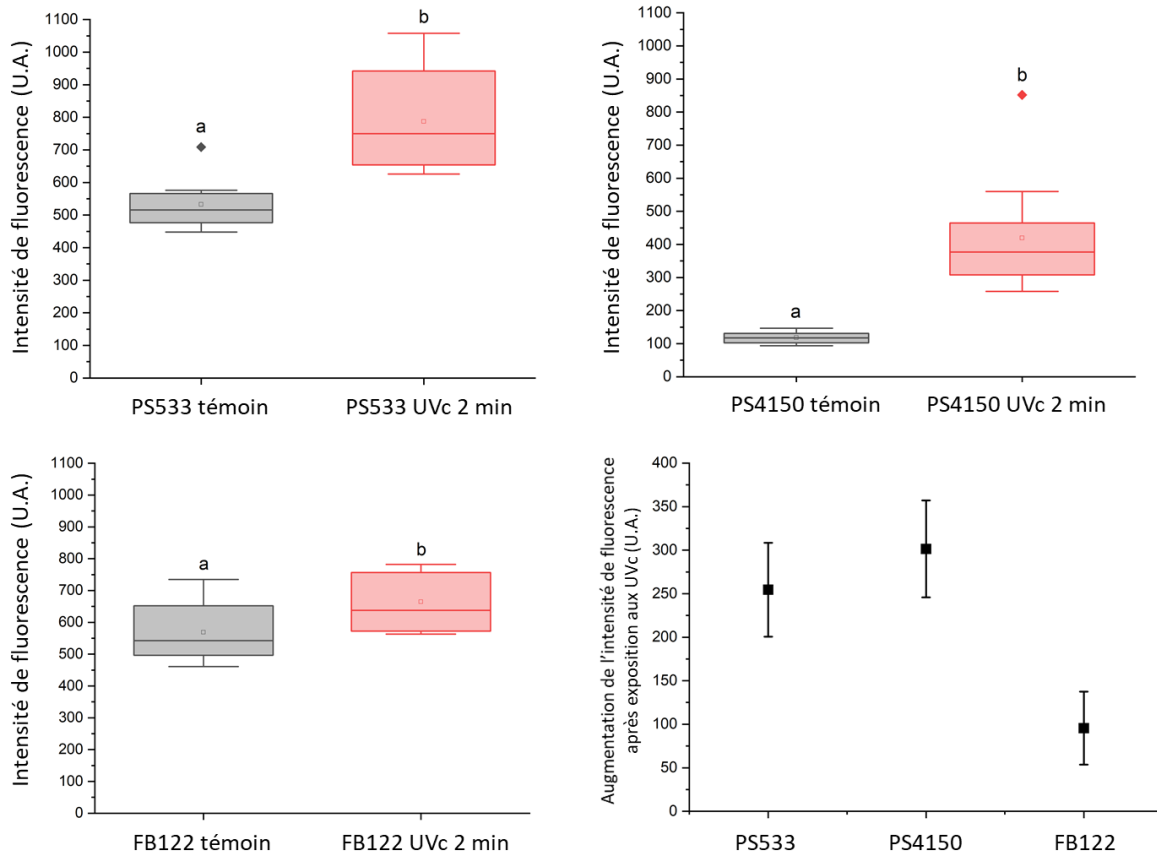 Intensité de fluorescence (U.A.)
1100
1000
900
800
700
600
500
400
300
200
100
0
a
b
PS533 témoin
PS533 UVc 2 min
Intensité de fluorescence (U.A.)
1100
1000
900
800
700
600
500
400
300
200
100
0
a
b
PS4150 témoin
PS4150 UVc 2 min
Intensité de fluorescence (U.A.)
1100
1000
900
800
700
600
500
400
300
200
100
0
a
b
FB122 témoin
FB122 UVc 2 min
Augmentation de l'intensité de fluorescence
après exposition aux UVc (U.A.)
400
350
300
250
200
150
100
50
0
PS533
PS4150
FB122